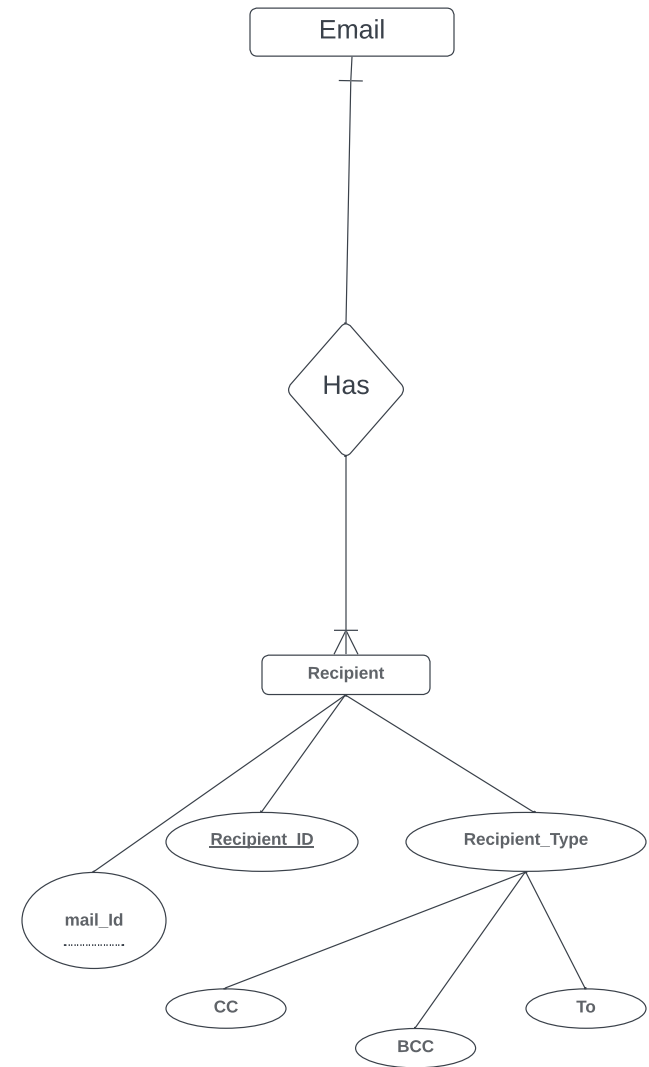 Email
Has
Recipient
Recipient_ID
Recipient_Type
mail_Id
CC
To
BCC